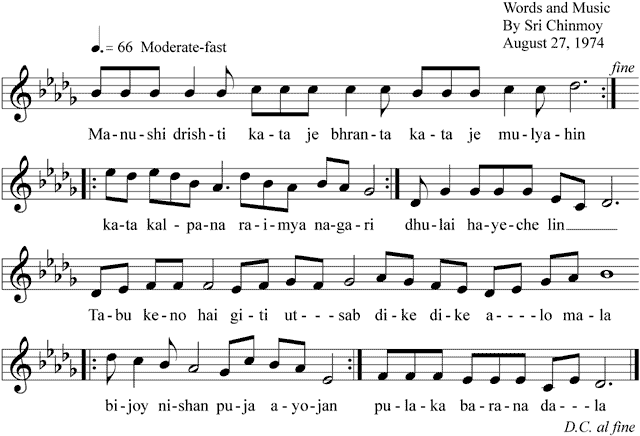 Words and Music
By Sri Chinmoy
August 27, 1974
= 66 Moderate-fast
fine
Ma-nu-shi drish-ti ka-ta je bhran-ta ka-ta je mu-lya-hin
ka-ta kal-pa-na ra-i-mya na-ga-ri dhu-lai ha-ye-che lin
Ta-bu ke-no hai gi-ti ut---sab di-ke di-ke a----lo ma-la
bi-joy ni-shan pu-ja a-yo-jan pu-la-ka ba-ra-na da---la
D.C. al fine